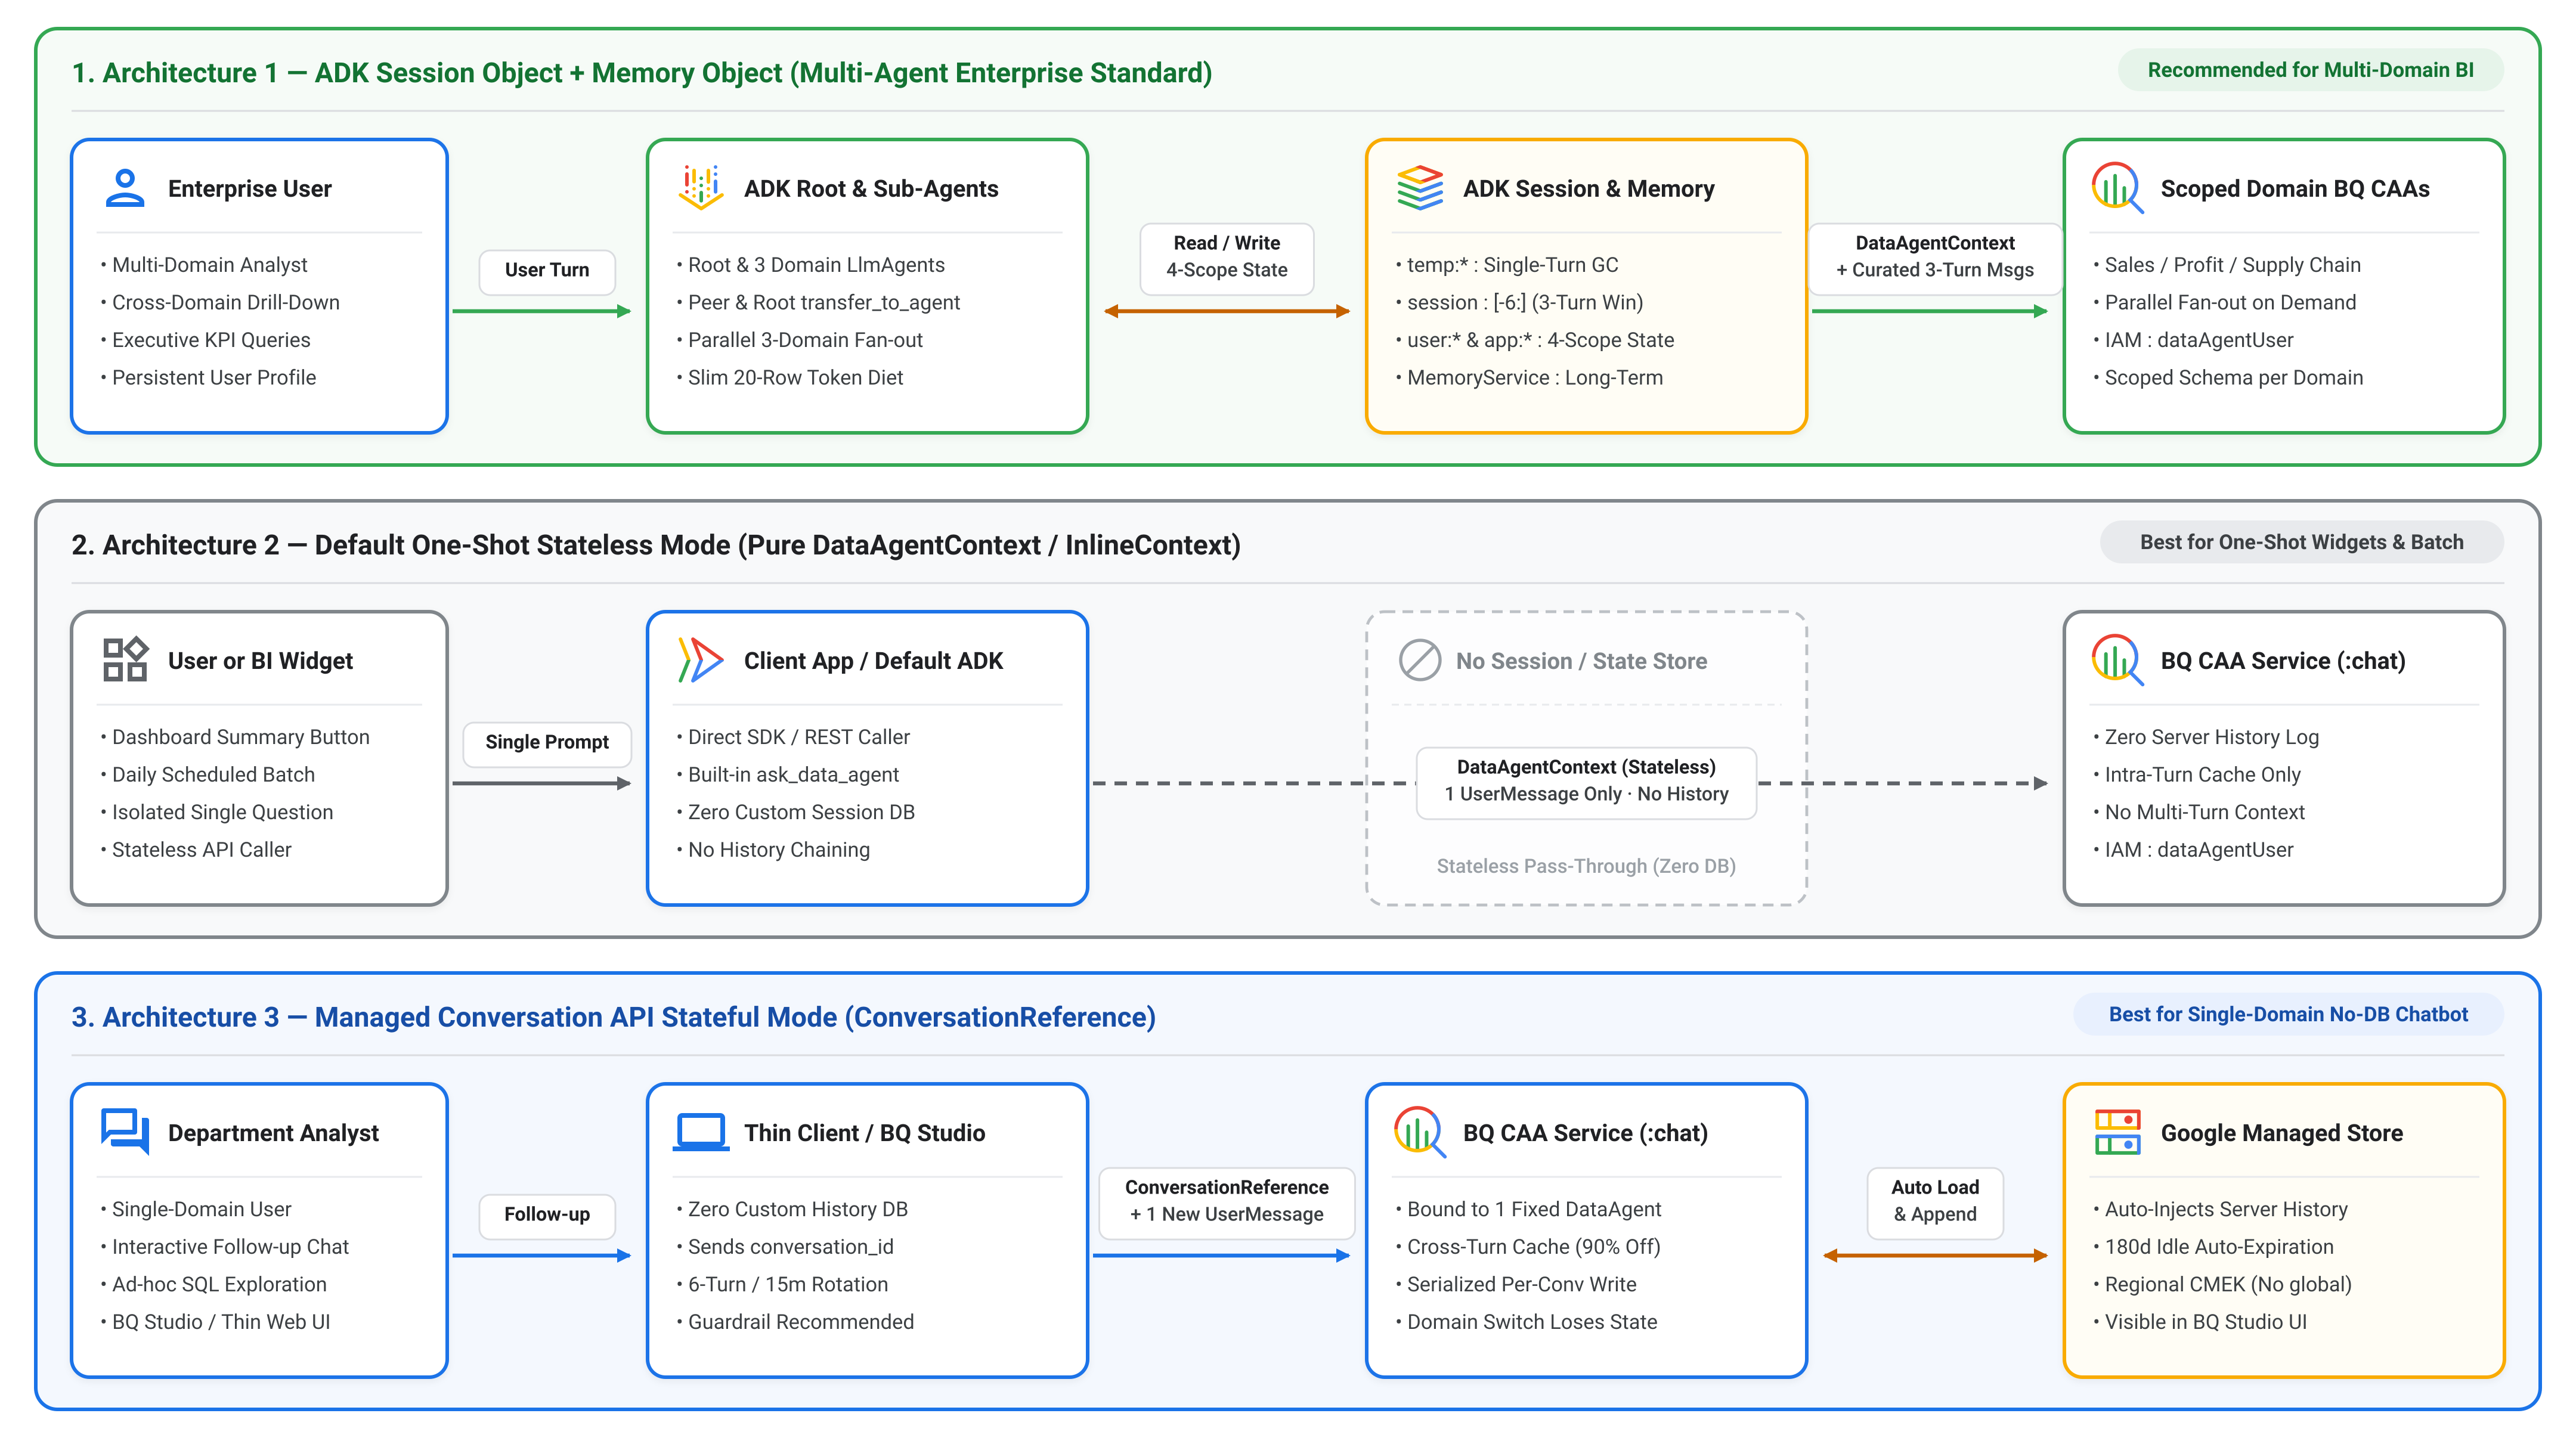 1. Architecture 1 — ADK Session Object + Memory Object (Multi-Agent Enterprise Standard)
Recommended for Multi-Domain BI
Enterprise User
• Multi-Domain Analyst
• Cross-Domain Drill-Down
• Executive KPI Queries
• Persistent User Profile
User Turn
ADK Root & Sub-Agents
• Root & 3 Domain LlmAgents
• Peer & Root transfer_to_agent
• Parallel 3-Domain Fan-out
• Slim 20-Row Token Diet
Read / Write
4-Scope State
ADK Session & Memory
• temp:* : Single-Turn GC
• session : [-6:] (3-Turn Win)
• user:* & app:* : 4-Scope State
• MemoryService : Long-Term
DataAgentContext
+ Curated 3-Turn Msgs
Scoped Domain BQ CAAs
• Sales / Profit / Supply Chain
• Parallel Fan-out on Demand
• IAM : dataAgentUser
• Scoped Schema per Domain
2. Architecture 2 — Default One-Shot Stateless Mode (Pure DataAgentContext / InlineContext)
Best for One-Shot Widgets & Batch
User or BI Widget
• Dashboard Summary Button
• Daily Scheduled Batch
• Isolated Single Question
• Stateless API Caller
Single Prompt
Client App / Default ADK
• Direct SDK / REST Caller
• Built-in ask_data_agent
• Zero Custom Session DB
• No History Chaining
No Session / State Store
DataAgentContext (Stateless)
1 UserMessage Only · No History
Stateless Pass-Through (Zero DB)
BQ CAA Service (:chat)
• Zero Server History Log
• Intra-Turn Cache Only
• No Multi-Turn Context
• IAM : dataAgentUser
3. Architecture 3 — Managed Conversation API Stateful Mode (ConversationReference)
Best for Single-Domain No-DB Chatbot
Department Analyst
• Single-Domain User
• Interactive Follow-up Chat
• Ad-hoc SQL Exploration
• BQ Studio / Thin Web UI
Follow-up
Thin Client / BQ Studio
• Zero Custom History DB
• Sends conversation_id
• 6-Turn / 15m Rotation
• Guardrail Recommended
ConversationReference
+ 1 New UserMessage
BQ CAA Service (:chat)
• Bound to 1 Fixed DataAgent
• Cross-Turn Cache (90% Off)
• Serialized Per-Conv Write
• Domain Switch Loses State
Auto Load
& Append
Google Managed Store
• Auto-Injects Server History
• 180d Idle Auto-Expiration
• Regional CMEK (No global)
• Visible in BQ Studio UI